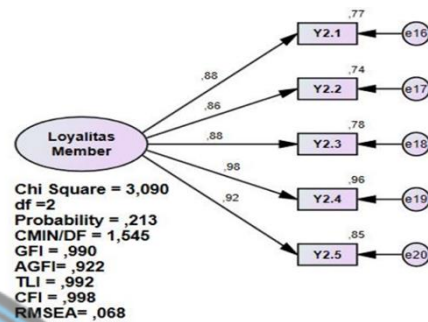 ,77
Y2.1
e16
,88
,74
Y2.2
e17
,86
,78
Loyalitas
Member
,88
Y2.3
e18
,98
,96
Y2.4
e19
,92
,85
Y2.5
e20
Chi Square = 3,090
df =2
Probability = ,213
CMIN/DF = 1,545
GFI = ,990
AGFI= ,922
TLI = ,992
CFI = ,998
RMSEA= ,068